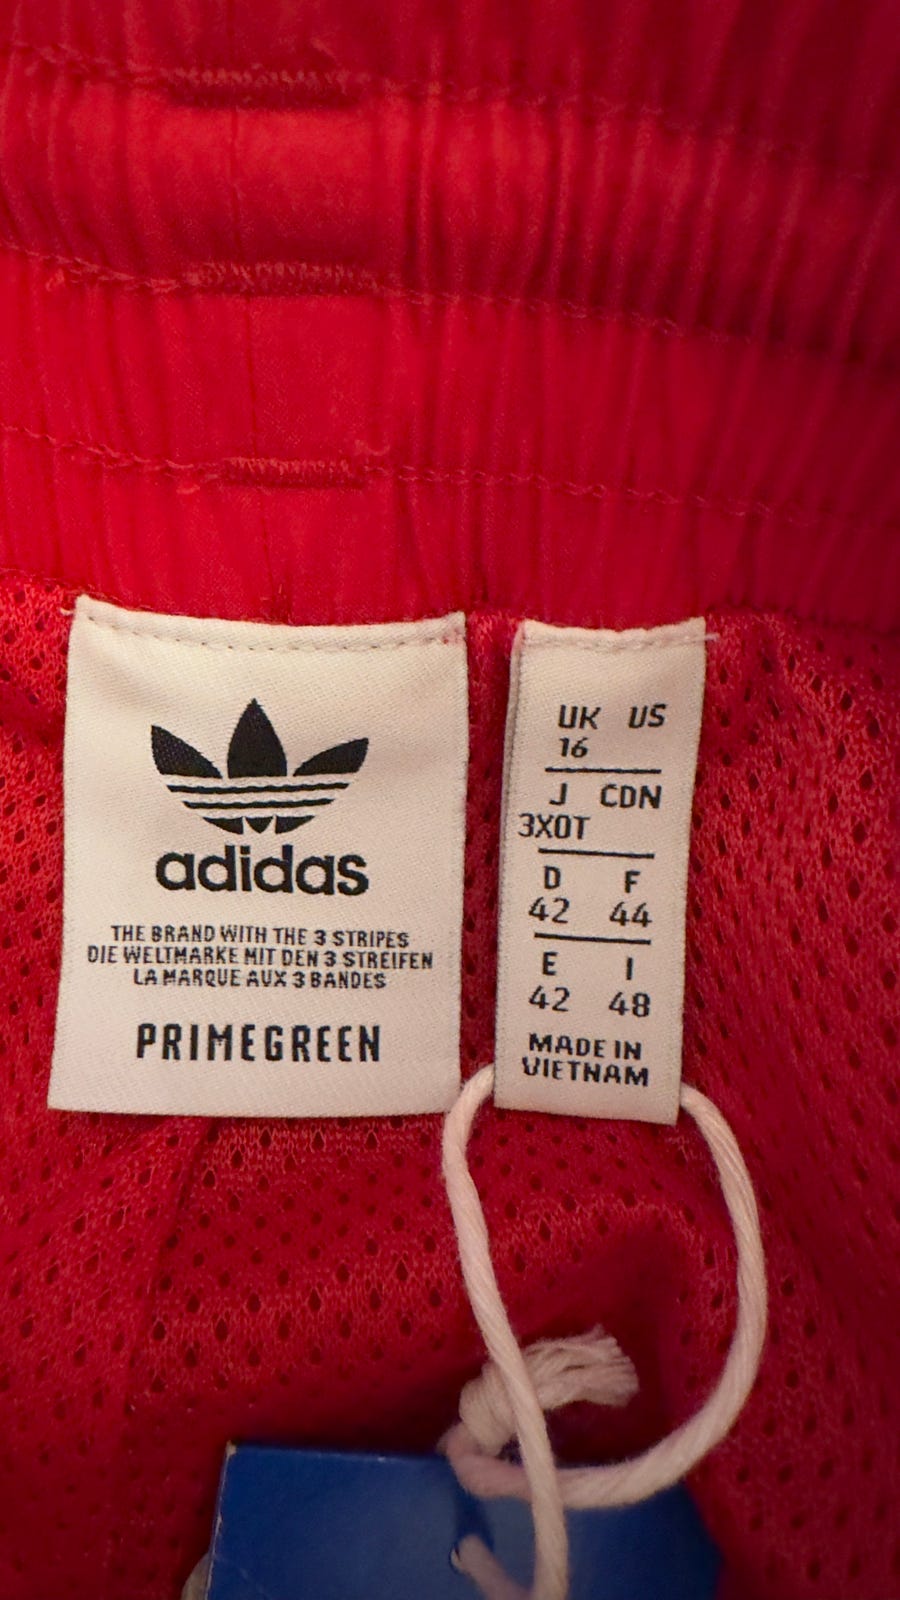 adidas
THE BRAND WITH THE 3 STRIPES
DIE WELTMARKE MIT DEN 3 STREIFEN
LA MARQUE AUX 3 BANDES
PRIMEGREEN
UK US
16
J CDN
3XOT
D F
42 44
E I
42 48
MADE IN
VIETNAM